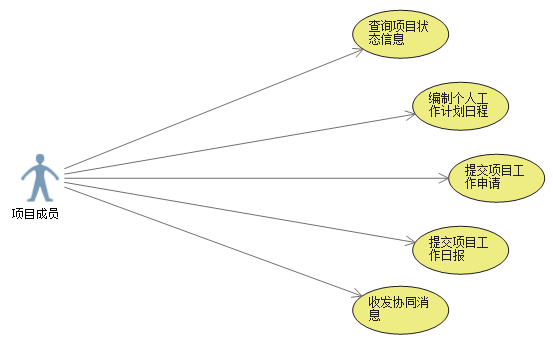 查询项目状
态信息
编制个人工
作计划日程
提交项目工
作申请
项目成员
提交项目工
作日报
收发协同消
息